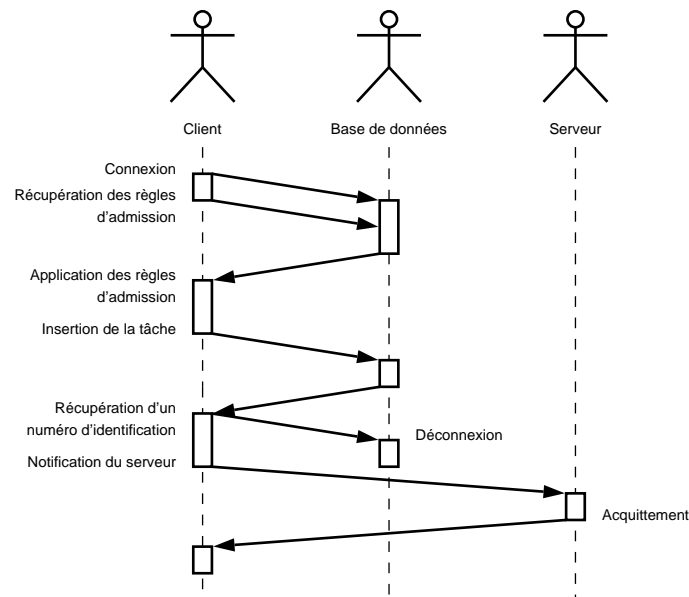 Client
Base de données
Serveur
Connexion
Récupération des règles
d'admission
Application des règles
d'admission
Insertion de la tâche
Récupération d'un
numéro d'identification
Déconnexion
Notification du serveur
Acquittement